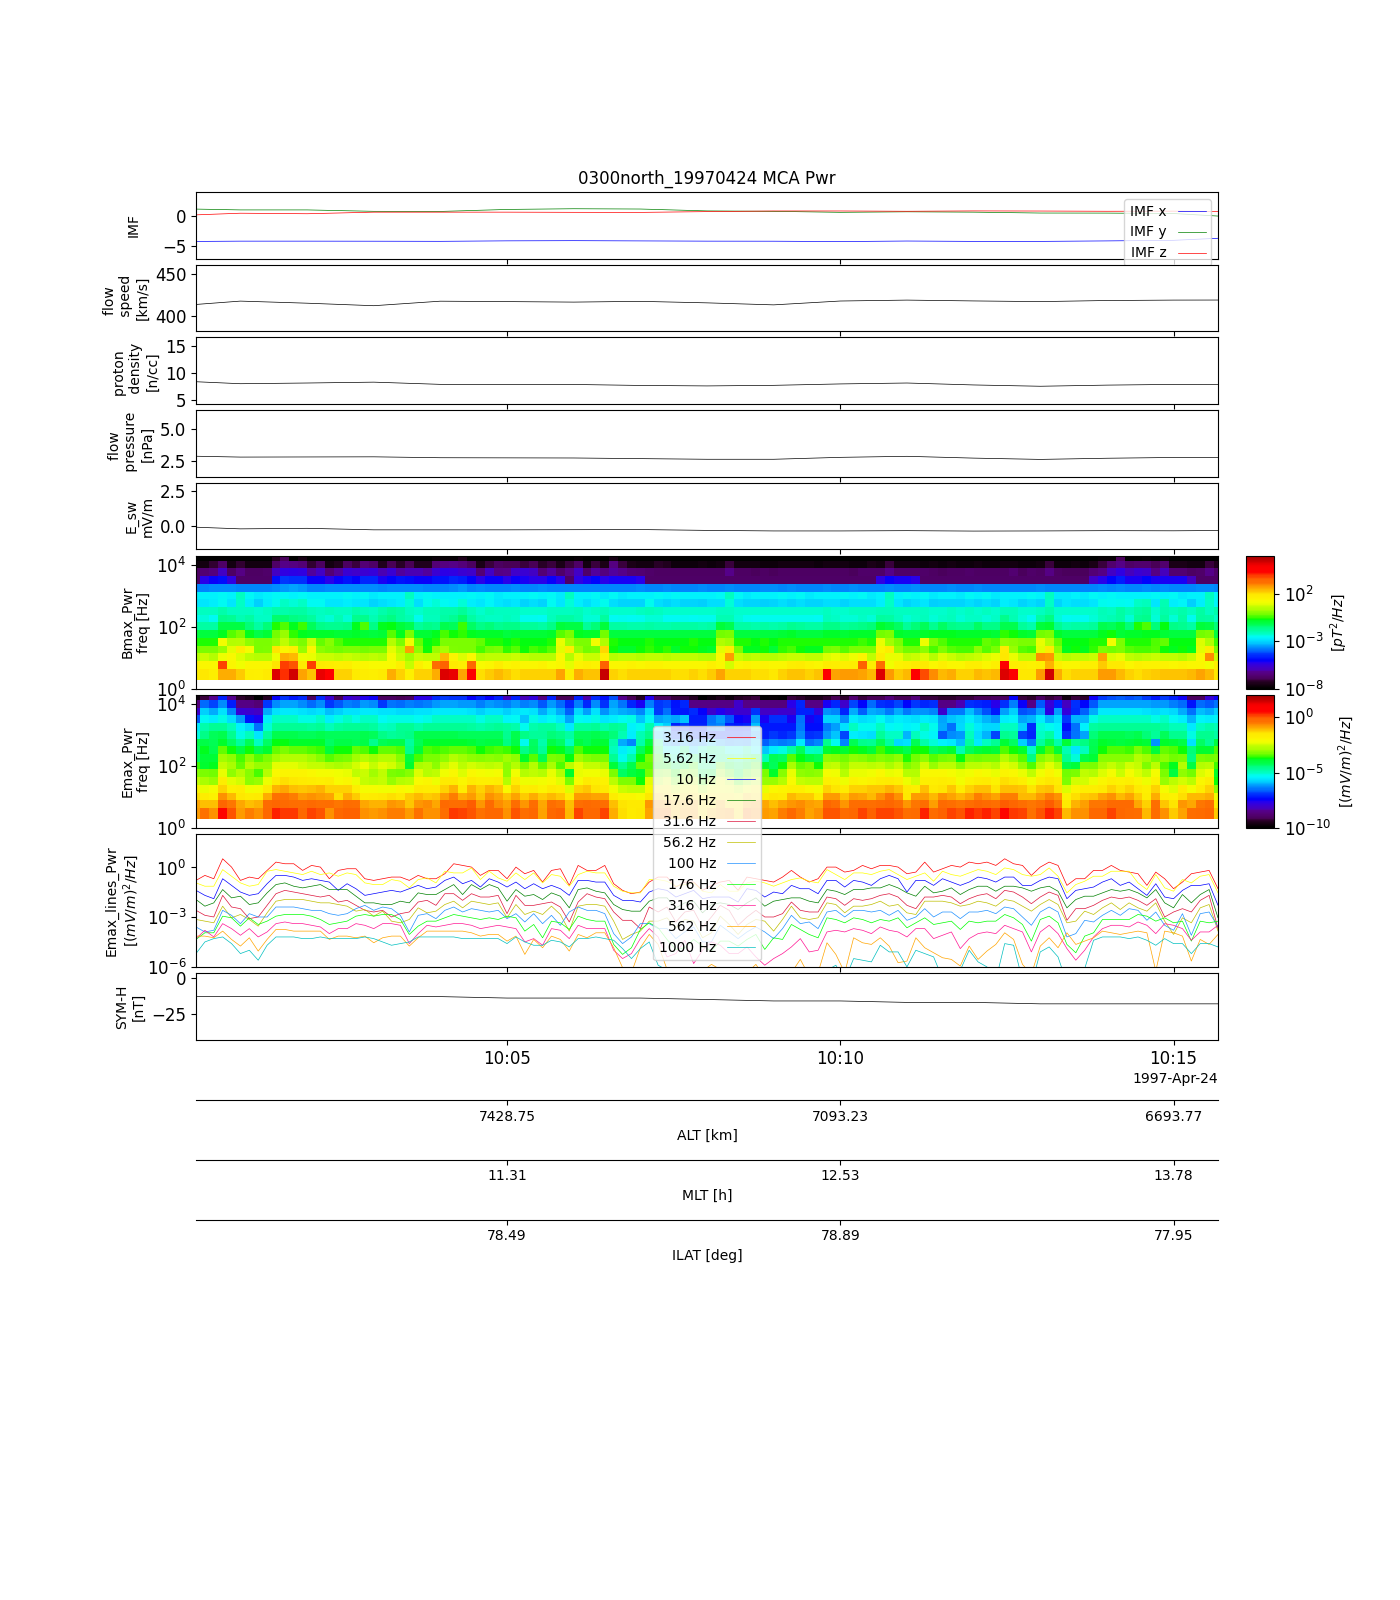 0300north_19970424 MCA Pwr
IMF
0
−5
IMF x
IMF y
IMF z
flow
speed
[km/s]
450
400
proton
density
[n/cc]
15
10
5
flow
pressure
[nPa]
5.0
2.5
E_sw
mV/m
2.5
0.0
Bmax_Pwr
freq [Hz]
10^4
10^2
10^0
10^2
10^−3
10^−8
[pT^2/Hz]
Emax_Pwr
freq [Hz]
10^4
10^2
10^0
10^0
10^−5
10^−10
[(mV/m)^2/Hz]
3.16 Hz
5.62 Hz
10 Hz
17.6 Hz
31.6 Hz
56.2 Hz
100 Hz
176 Hz
316 Hz
562 Hz
1000 Hz
Emax_lines_Pwr
[(mV/m)^2/Hz]
10^0
10^−3
10^−6
SYM-H
[nT]
0
−25
10:05 10:10 10:15
1997-Apr-24
7428.75 7093.23 6693.77
ALT [km]
11.31 12.53 13.78
MLT [h]
78.49 78.89 77.95
ILAT [deg]